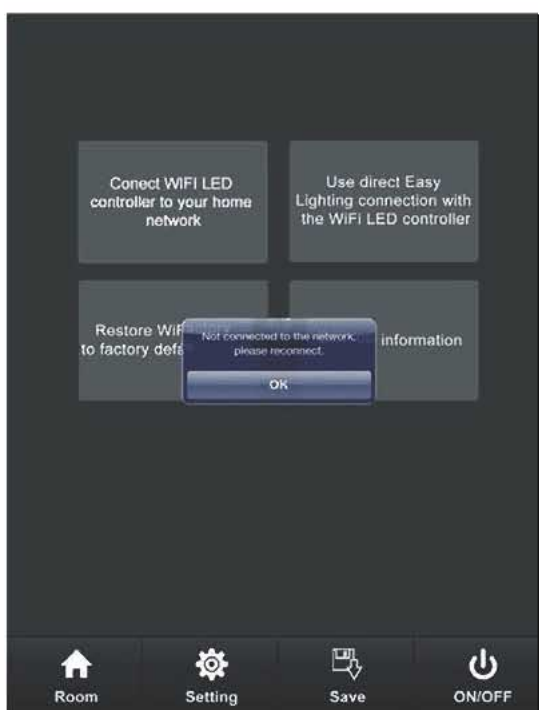 Conect WIFI LED
controller to your home
network
Use direct Easy
Lighting connection with
the WiFi LED controller
Restore WiF
to factory defa
information
Not connected to the network,
please reconnect.
OK
Room
Setting
Save
ON/OFF